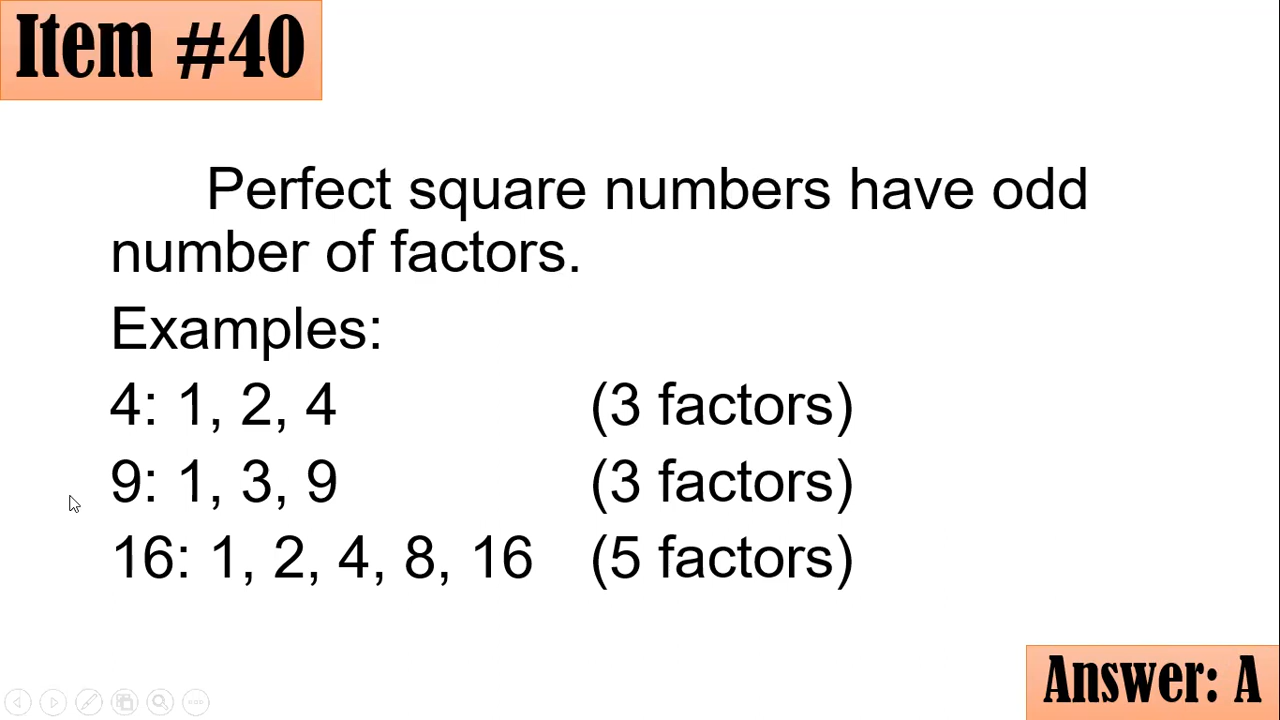 Item #40
Perfect square numbers have odd
number of factors.
Examples:
4: 1, 2, 4 (3 factors)
9: 1, 3, 9 (3 factors)
16: 1, 2, 4, 8, 16 (5 factors)
Answer: A